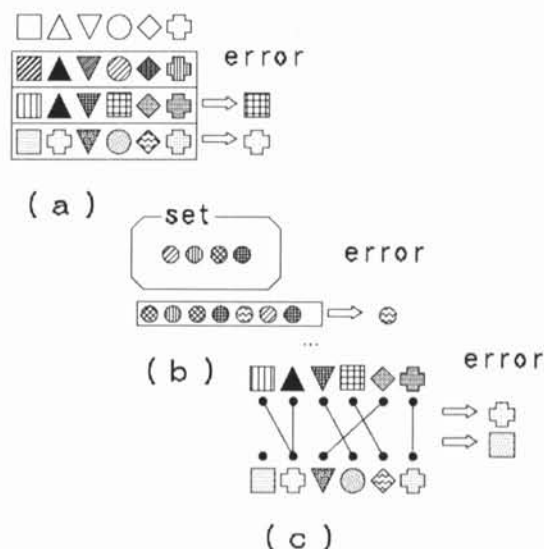 error
( a )
set
error
...
( b )
error
( c )